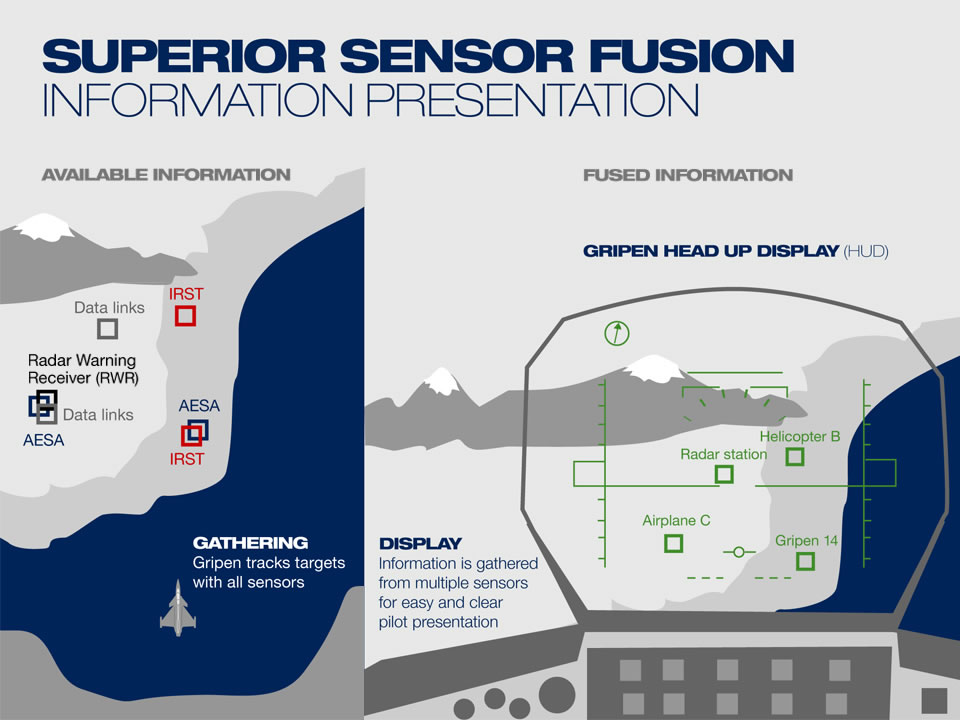 SUPERIOR SENSOR FUSION
INFORMATION PRESENTATION
AVAILABLE INFORMATION
IRST
Data links
Radar Warning
Receiver (RWR)
Data links
AESA
AESA
IRST
GATHERING
Gripen tracks targets
with all sensors
FUSED INFORMATION
GRIPEN HEAD UP DISPLAY (HUD)
Helicopter B
Radar station
Airplane C
Gripen 14
DISPLAY
Information is gathered
from multiple sensors
for easy and clear
pilot presentation